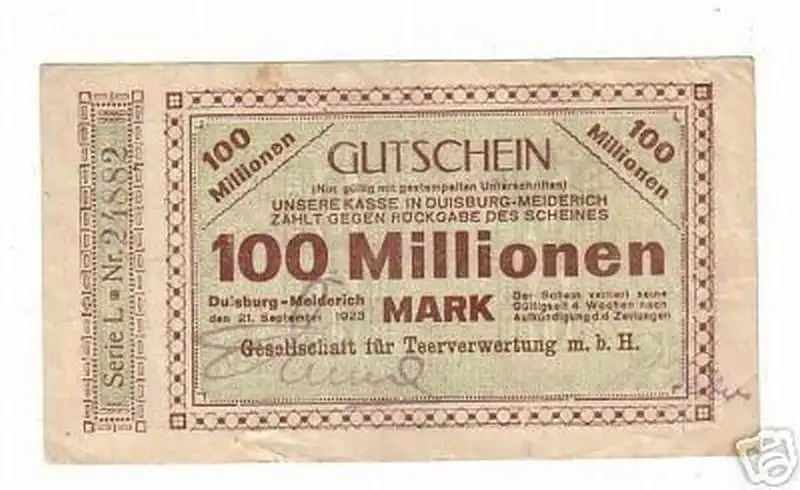 Serie L. Nr. 24882
100 Millionen
100 Millionen
GUTSCHEIN
(Nur gültig mit gestempelten Unterschriften)
UNSERE KASSE IN DUISBURG-MEIDERICH
ZAHLT GEGEN RÜCKGABE DES SCHEINES
100 Millionen
MARK
Duisburg-Meiderich
den 21. September 1923
Der Schein verliert seine
Gültigkeit 4 Wochen nach
Aufkündigung d.d Zeitungen
Gesellschaft für Teerverwertung m. b. H.